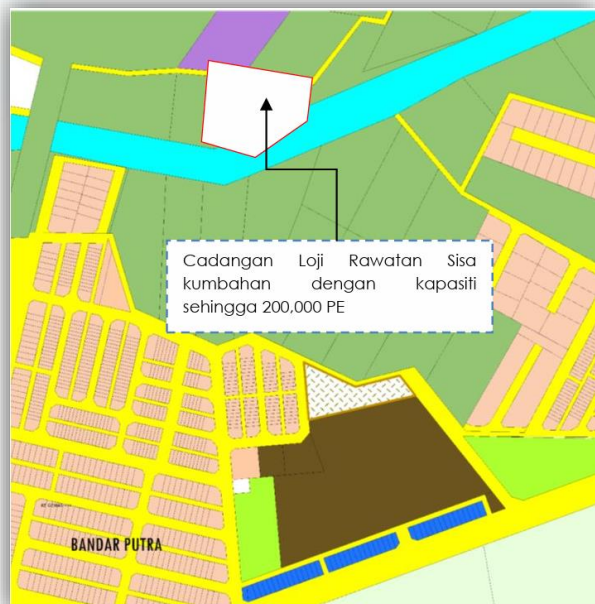 Cadangan Loji Rawatan Sisa
kumbahan dengan kapasiti
sehingga 200,000 PE
BANDAR PUTRA